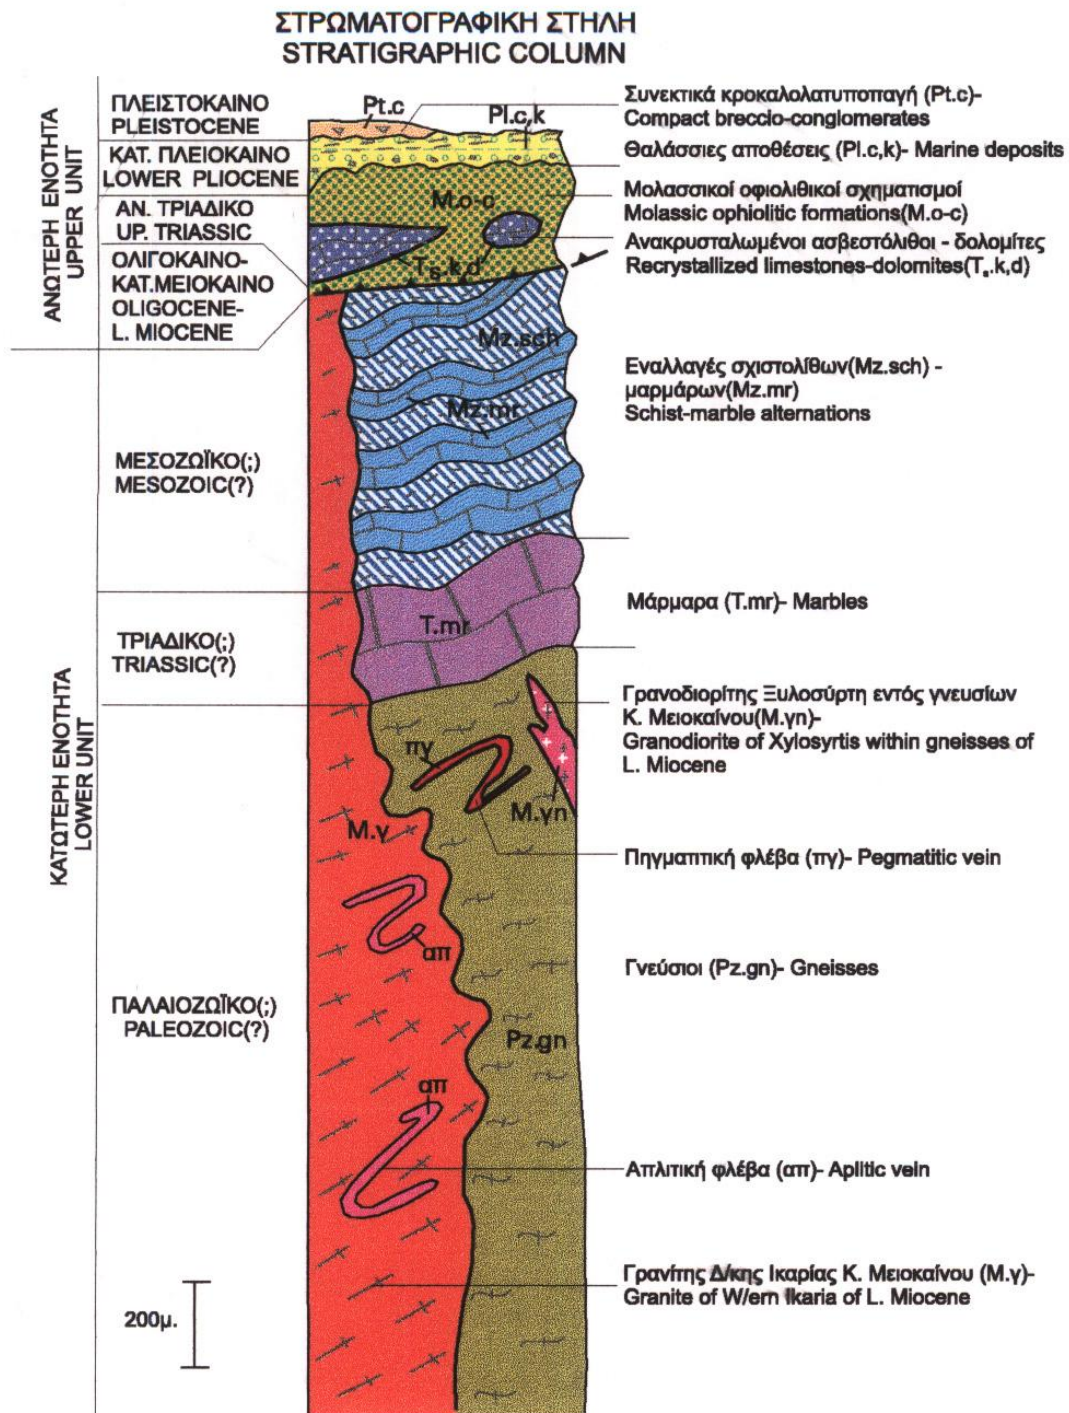 ΣΤΡΩΜΑΤΟΓΡΑΦΙΚΗ ΣΤΗΛΗ
STRATIGRAPHIC COLUMN
ΑΝΩΤΕΡΗ ΕΝΟΤΗΤΑ
UPPER UNIT
ΠΛΕΙΣΤΟΚΑΙΝΟ
PLEISTOCENE
ΚΑΤ. ΠΛΕΙΟΚΑΙΝΟ
LOWER PLIOCENE
ΑΝ. ΤΡΙΑΔΙΚΟ
UP. TRIASSIC
ΟΛΙΓΟΚΑΙΝΟ-
ΚΑΤ.ΜΕΙΟΚΑΙΝΟ
OLIGOCENE-
L. MIOCENE
ΚΑΤΩΤΕΡΗ ΕΝΟΤΗΤΑ
LOWER UNIT
ΜΕΣΟΖΩΪΚΟ(;)
MESOZOIC(?)
ΤΡΙΑΔΙΚΟ(;)
TRIASSIC(?)
ΠΑΛΑΙΟΖΩΪΚΟ(;)
PALEOZOIC(?)
200μ.
Pt.c
Pl.c,k
M.o-c
Ts.k,d
Mz.sch
Mz.mr
T.mr
πγ
M.γn
M.γ
απ
Pz.gn
απ
Συνεκτικά κροκαλολατυποπαγή (Pt.c)-
Compact breccio-conglomerates
Θαλάσσιες αποθέσεις (Pl.c,k)- Marine deposits
Μολασσικοί οφιολιθικοί σχηματισμοί
Molassic ophiolitic formations(M.o-c)
Ανακρυσταλωμένοι ασβεστόλιθοι - δολομίτες
Recrystallized limestones-dolomites(Ts.k,d)
Εναλλαγές σχιστολίθων(Mz.sch) -
μαρμάρων(Mz.mr)
Schist-marble alternations
Μάρμαρα (T.mr)- Marbles
Γρανοδιορίτης Ξυλοσύρτη εντός γνευσίων
Κ. Μειοκαίνου(M.γn)-
Granodiorite of Xylosyrtis within gneisses of
L. Miocene
Πηγματιτική φλέβα (πγ)- Pegmatitic vein
Γνεύσιοι (Pz.gn)- Gneisses
Απλιτική φλέβα (απ)- Aplitic vein
Γρανίτης Δ/κης Ικαρίας Κ. Μειοκαίνου (M.γ)-
Granite of W/ern Ikaria of L. Miocene